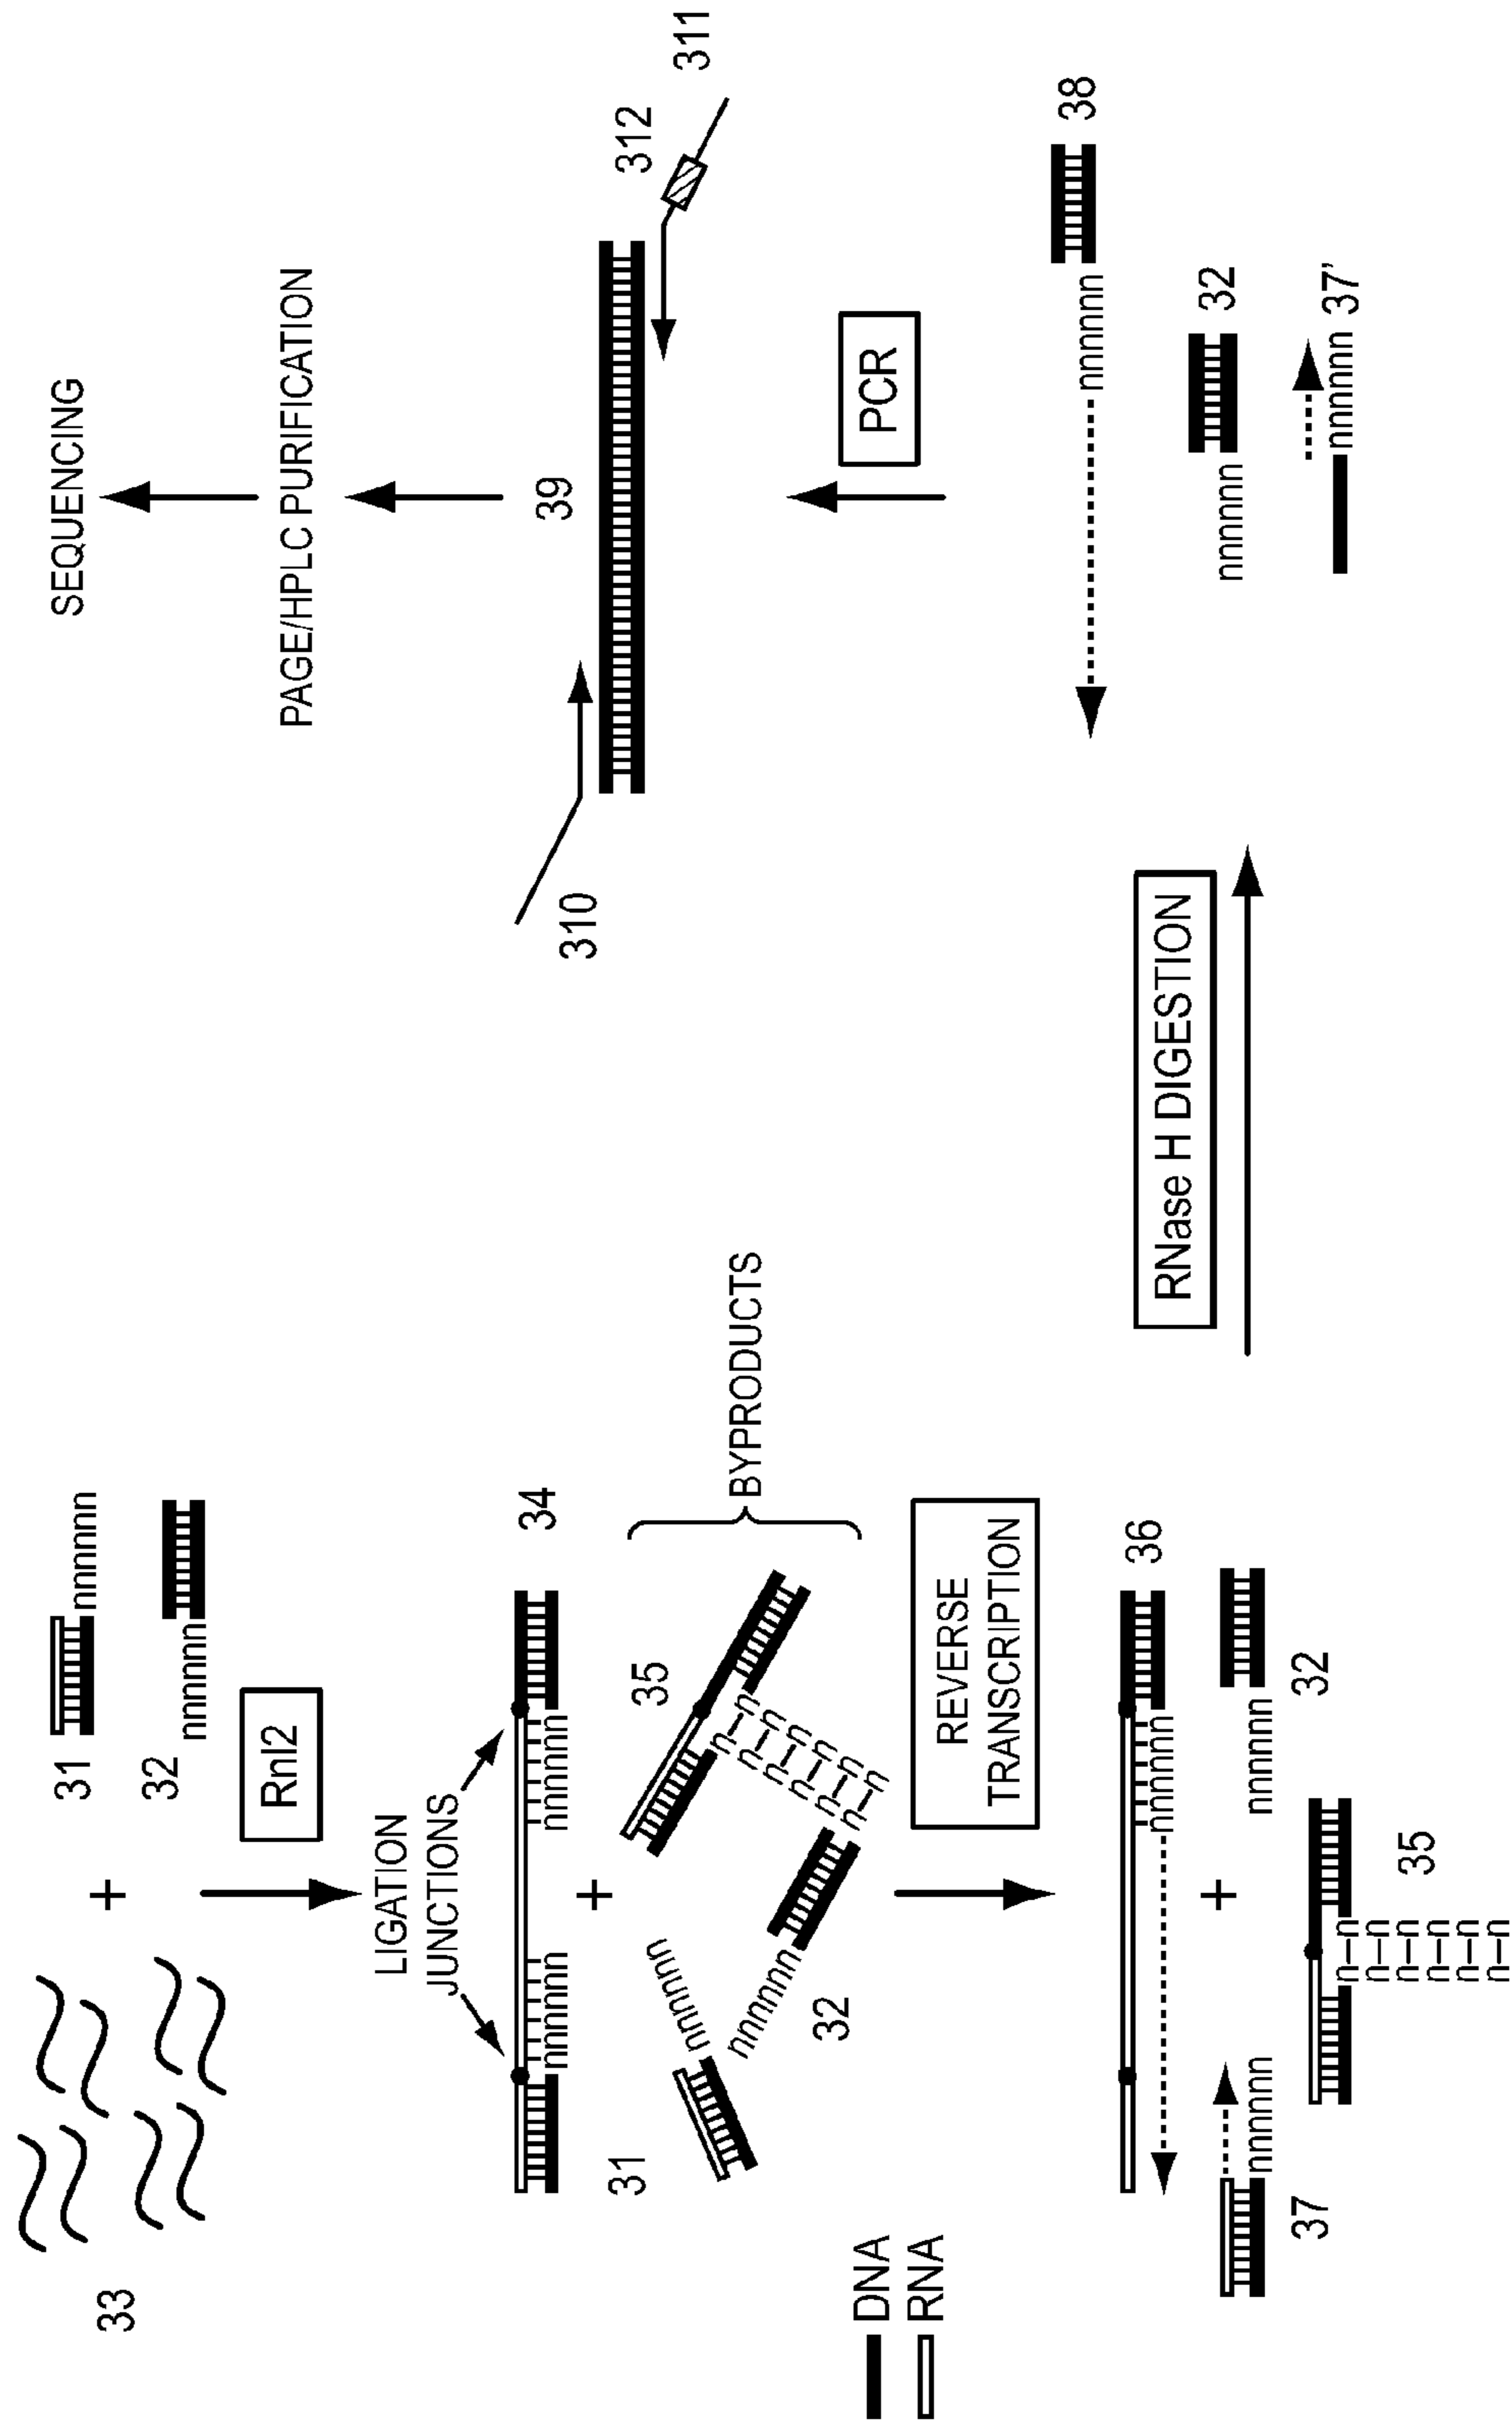 33
+
31
nnnnnn
32
nnnnnn
Rnl2
LIGATION
JUNCTIONS
34
nnnnnn
nnnnnn
+
31
nnnnnn
nnnnnn
32
35
n–n
n–n
n–n
n–n
n–n
n–n
BYPRODUCTS
DNA
RNA
REVERSE
TRANSCRIPTION
36
nnnnnn
+
37
nnnnnn
nnnnnn
32
35
n–n
n–n
n–n
n–n
n–n
n–n
RNase H DIGESTION
38
nnnnnn
32
nnnnnn
37'
nnnnnn
PCR
39
310
311
312
PAGE/HPLC PURIFICATION
SEQUENCING